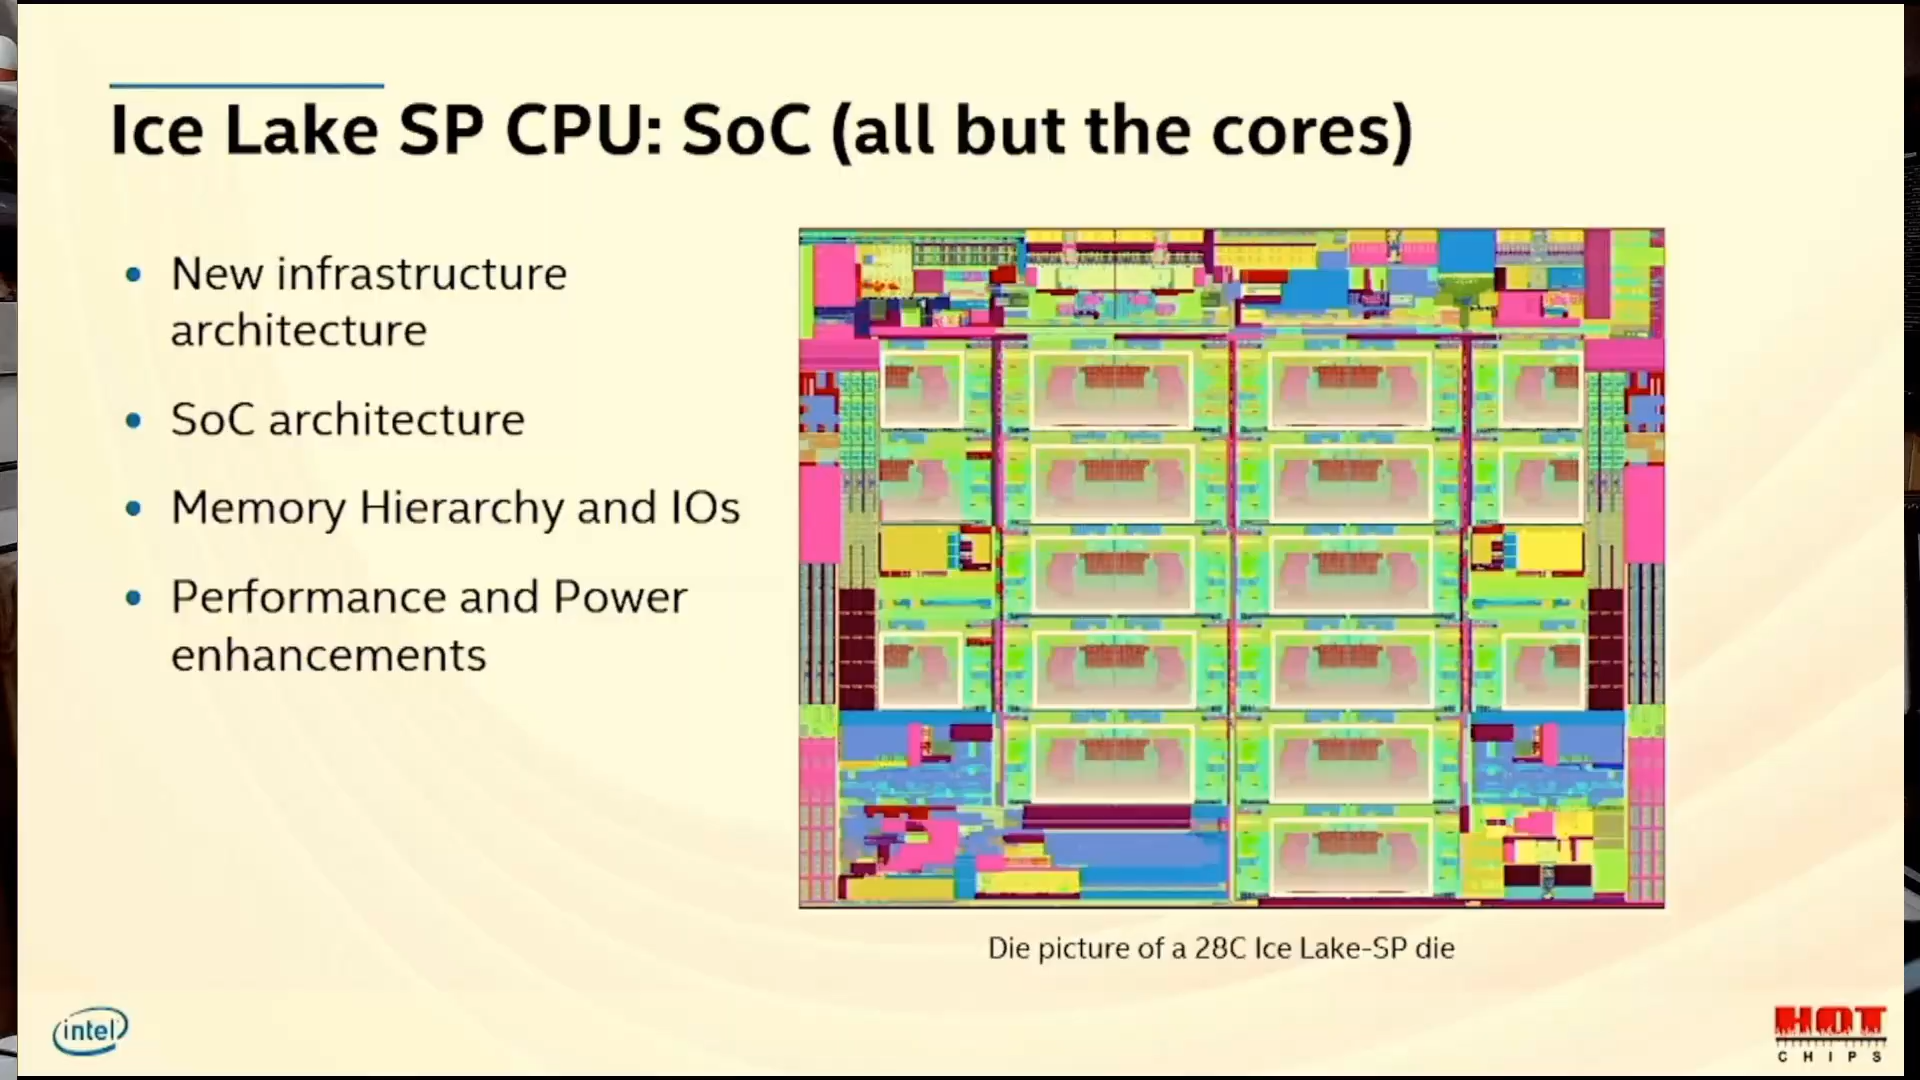 Ice Lake SP CPU: SoC (all but the cores)
• New infrastructure
architecture
• SoC architecture
• Memory Hierarchy and IOs
• Performance and Power
enhancements
Die picture of a 28C Ice Lake-SP die
intel
HOT
CHIPS